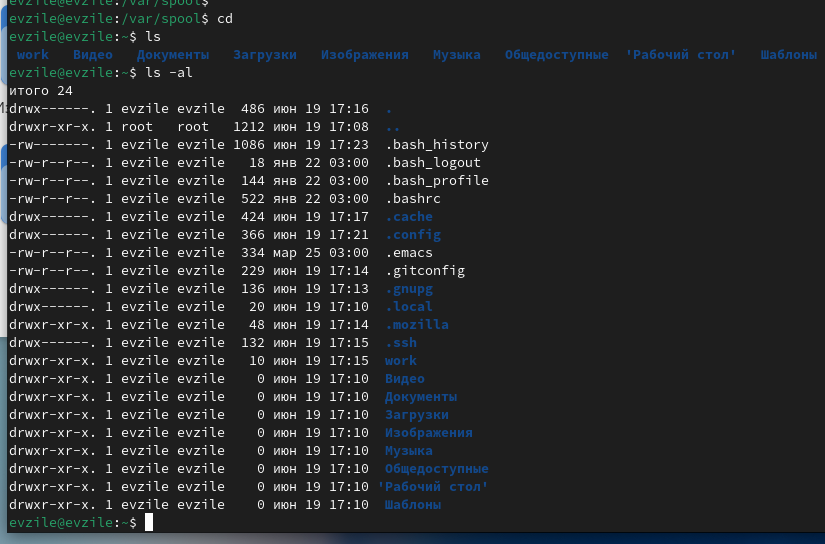 evzile@evzile:/var/spool$
evzile@evzile:/var/spool$ cd
evzile@evzile:~$ ls
work Видео Документы Загрузки Изображения Музыка Общедоступные 'Рабочий стол' Шаблоны
evzile@evzile:~$ ls -al
итого 24
drwx------. 1 evzile evzile 486 июн 19 17:16 .
drwxr-xr-x. 1 root root 1212 июн 19 17:08 ..
-rw-------. 1 evzile evzile 1086 июн 19 17:23 .bash_history
-rw-r--r--. 1 evzile evzile 18 янв 22 03:00 .bash_logout
-rw-r--r--. 1 evzile evzile 144 янв 22 03:00 .bash_profile
-rw-r--r--. 1 evzile evzile 522 янв 22 03:00 .bashrc
drwx------. 1 evzile evzile 424 июн 19 17:17 .cache
drwx------. 1 evzile evzile 366 июн 19 17:21 .config
-rw-r--r--. 1 evzile evzile 334 мар 25 03:00 .emacs
-rw-r--r--. 1 evzile evzile 229 июн 19 17:14 .gitconfig
drwx------. 1 evzile evzile 136 июн 19 17:13 .gnupg
drwx------. 1 evzile evzile 20 июн 19 17:10 .local
drwxr-xr-x. 1 evzile evzile 48 июн 19 17:14 .mozilla
drwx------. 1 evzile evzile 132 июн 19 17:15 .ssh
drwxr-xr-x. 1 evzile evzile 10 июн 19 17:15 work
drwxr-xr-x. 1 evzile evzile 0 июн 19 17:10 Видео
drwxr-xr-x. 1 evzile evzile 0 июн 19 17:10 Документы
drwxr-xr-x. 1 evzile evzile 0 июн 19 17:10 Загрузки
drwxr-xr-x. 1 evzile evzile 0 июн 19 17:10 Изображения
drwxr-xr-x. 1 evzile evzile 0 июн 19 17:10 Музыка
drwxr-xr-x. 1 evzile evzile 0 июн 19 17:10 Общедоступные
drwxr-xr-x. 1 evzile evzile 0 июн 19 17:10 'Рабочий стол'
drwxr-xr-x. 1 evzile evzile 0 июн 19 17:10 Шаблоны
evzile@evzile:~$